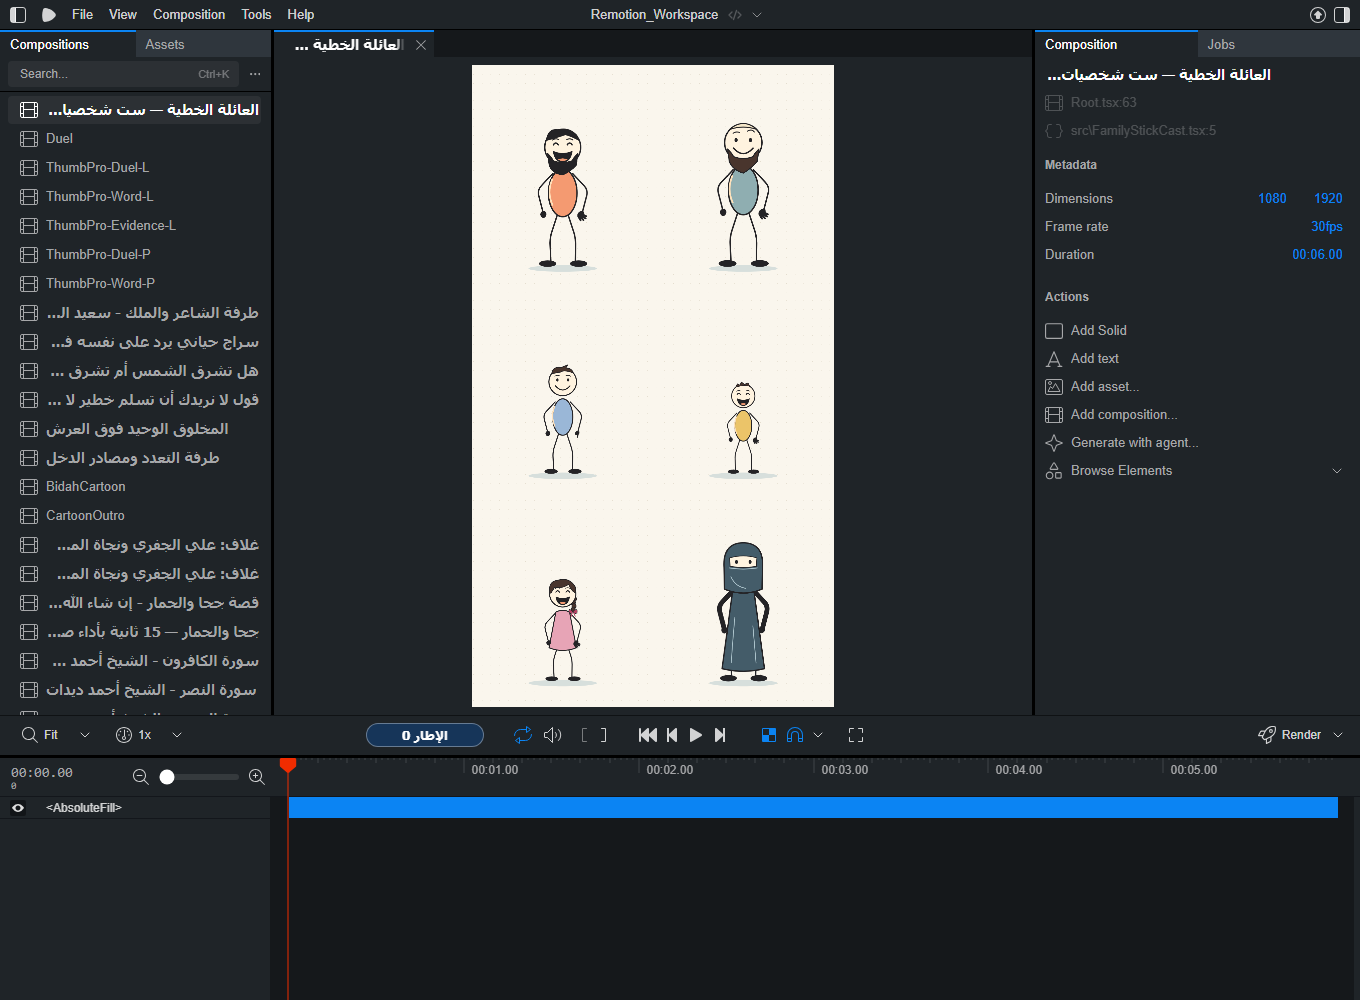 File View Composition Tools Help
Remotion_Workspace
Compositions
Assets
Search...
Ctrl+K
العائلة الخطية — ست شخصيا...
Duel
ThumbPro-Duel-L
ThumbPro-Word-L
ThumbPro-Evidence-L
ThumbPro-Duel-P
ThumbPro-Word-P
طرفة الشاعر والملك - سعيد الـ...
سراج حياني يرد على نفسه فـ...
هل تشرق الشمس أم تشرق ...
قول لا نريدك أن تسلم خطير لا ...
المخلوق الوحيد فوق العرش
طرفة التعدد ومصادر الدخل
BidahCartoon
CartoonOutro
غلاف: علي الجفري ونجاة المـ...
غلاف: علي الجفري ونجاة المـ...
قصة جحا والحمار - إن شاء الله...
جحا والحمار — 15 ثانية بأداء صـ...
سورة الكافرون - الشيخ أحمد ...
سورة النصر - الشيخ أحمد ديدات
العائلة الخطية ...
Composition
Jobs
العائلة الخطية — ست شخصيات...
Root.tsx:63
src\FamilyStickCast.tsx:5
Metadata
Dimensions 1080 1920
Frame rate 30fps
Duration 00:06.00
Actions
Add Solid
Add text
Add asset...
Add composition...
Generate with agent...
Browse Elements
Fit
1x
الإطار 0
Render
00:00.00
0
00:01.00
00:02.00
00:03.00
00:04.00
00:05.00
<AbsoluteFill>